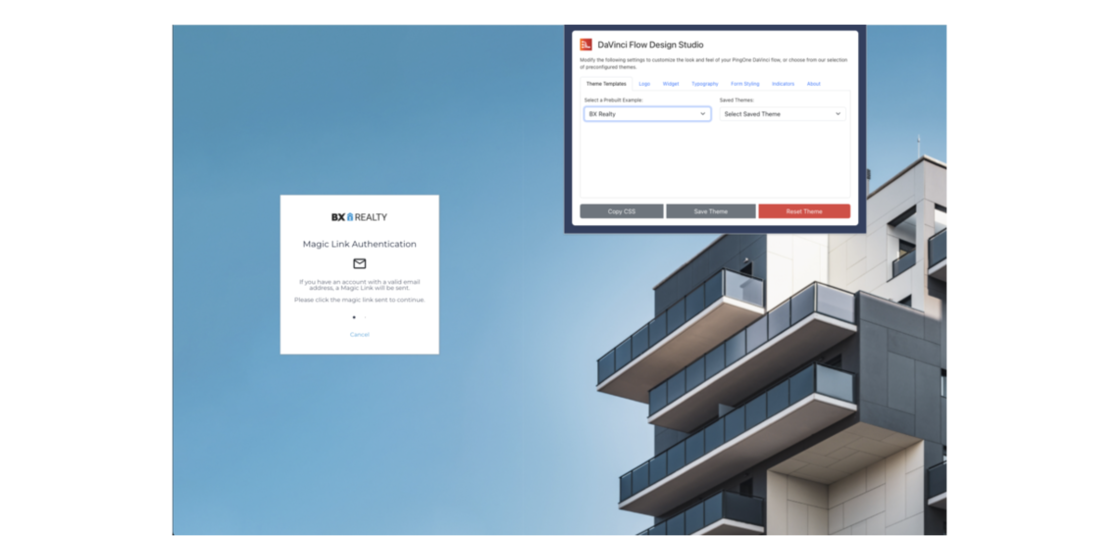 DaVinci Flow Design Studio
Modify the following settings to customize the look and feel of your PingOne DaVinci flow, or choose from our selection
of preconfigured themes:
Theme Templates Logo Widget Typography Form Styling Indicators About
Select a Prebuilt Example: Saved Themes:
BX Realty Select Saved Theme
Copy CSS Save Theme Reset Theme
BX REALTY
Magic Link Authentication
If you have an account with a valid email
address, a Magic Link will be sent.
Please click the magic link sent to continue.
Cancel